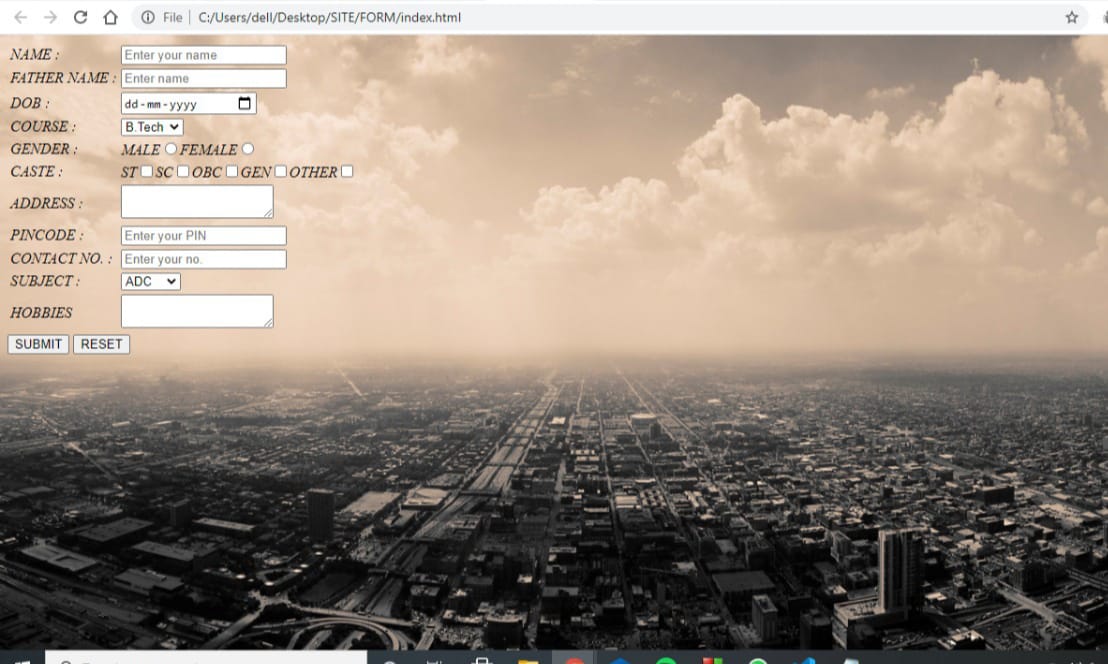 File C:/Users/dell/Desktop/SITE/FORM/index.html
NAME : Enter your name
FATHER NAME : Enter name
DOB : dd-mm-yyyy
COURSE : B.Tech
GENDER : MALE FEMALE
CASTE : ST SC OBC GEN OTHER
ADDRESS :
PINCODE : Enter your PIN
CONTACT NO. : Enter your no.
SUBJECT : ADC
HOBBIES
SUBMIT RESET